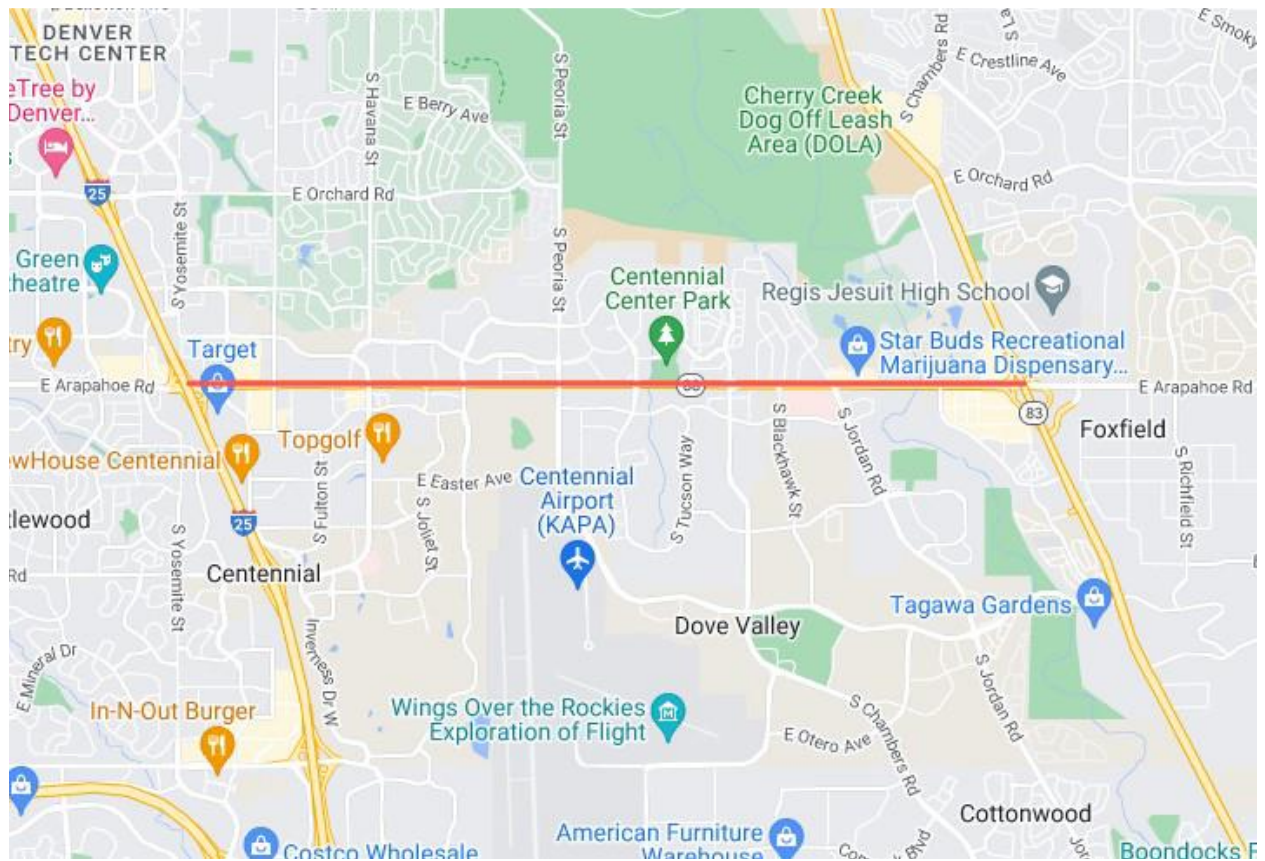 DENVER
TECH CENTER
eTree by
Denver...
S Havana St
E Berry Ave
S Peoria St
Cherry Creek
Dog Off Leash
Area (DOLA)
S Chambers Rd
E Crestline Ave
S La
E Smoky
25
S Yosemite St
E Orchard Rd
E Orchard Rd
S Peoria St
Green
heatre
Centennial
Center Park
Regis Jesuit High School
try
Target
Star Buds Recreational
Marijuana Dispensary...
E Arapahoe Rd
E Arapahoe Rd
83
Foxfield
Topgolf
ewHouse Centennial
S Fulton St
E Easter Ave
S Joliet St
Centennial
Airport
(KAPA)
S Tucson Way
S Blackhawk St
S Jordan Rd
S Richfield St
25
tlewood
S Yosemite St
Rd
Centennial
Tagawa Gardens
Dove Valley
Inverness Dr W
E Mineral Dr
S Jordan Rd
In-N-Out Burger
Wings Over the Rockies
Exploration of Flight
S Chambers Rd
E Otero Ave
Cottonwood
American Furniture
Warehouse
Costco Wholesale
Blvd
Boondocks F